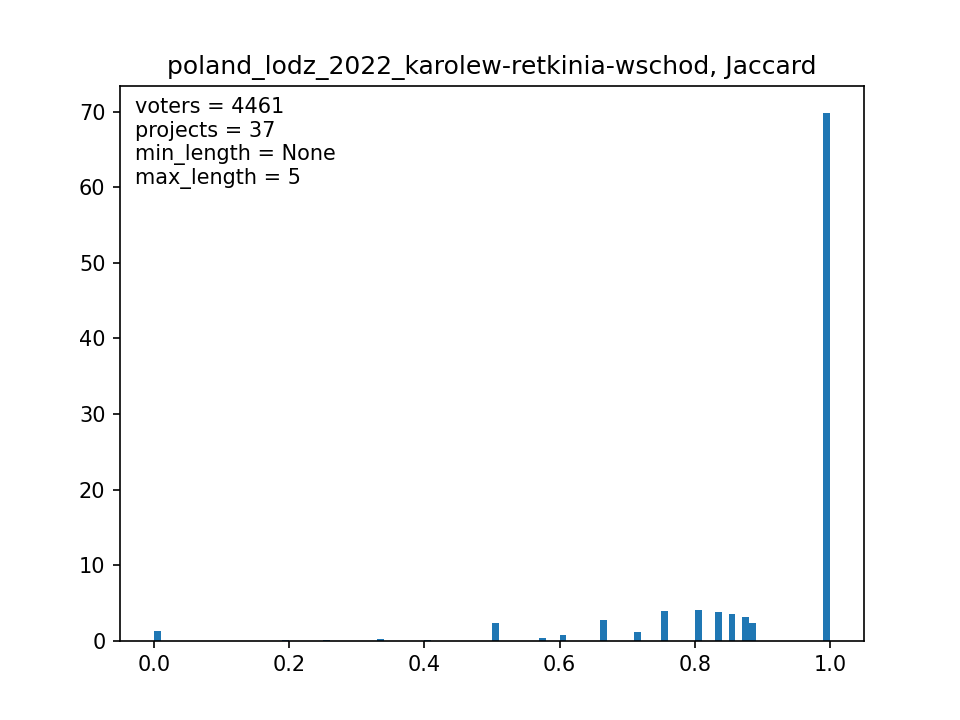 poland_lodz_2022_karolew-retkinia-wschod, Jaccard
voters = 4461
projects = 37
min_length = None
max_length = 5
70
60
50
40
30
20
10
0
0.0 0.2 0.4 0.6 0.8 1.0